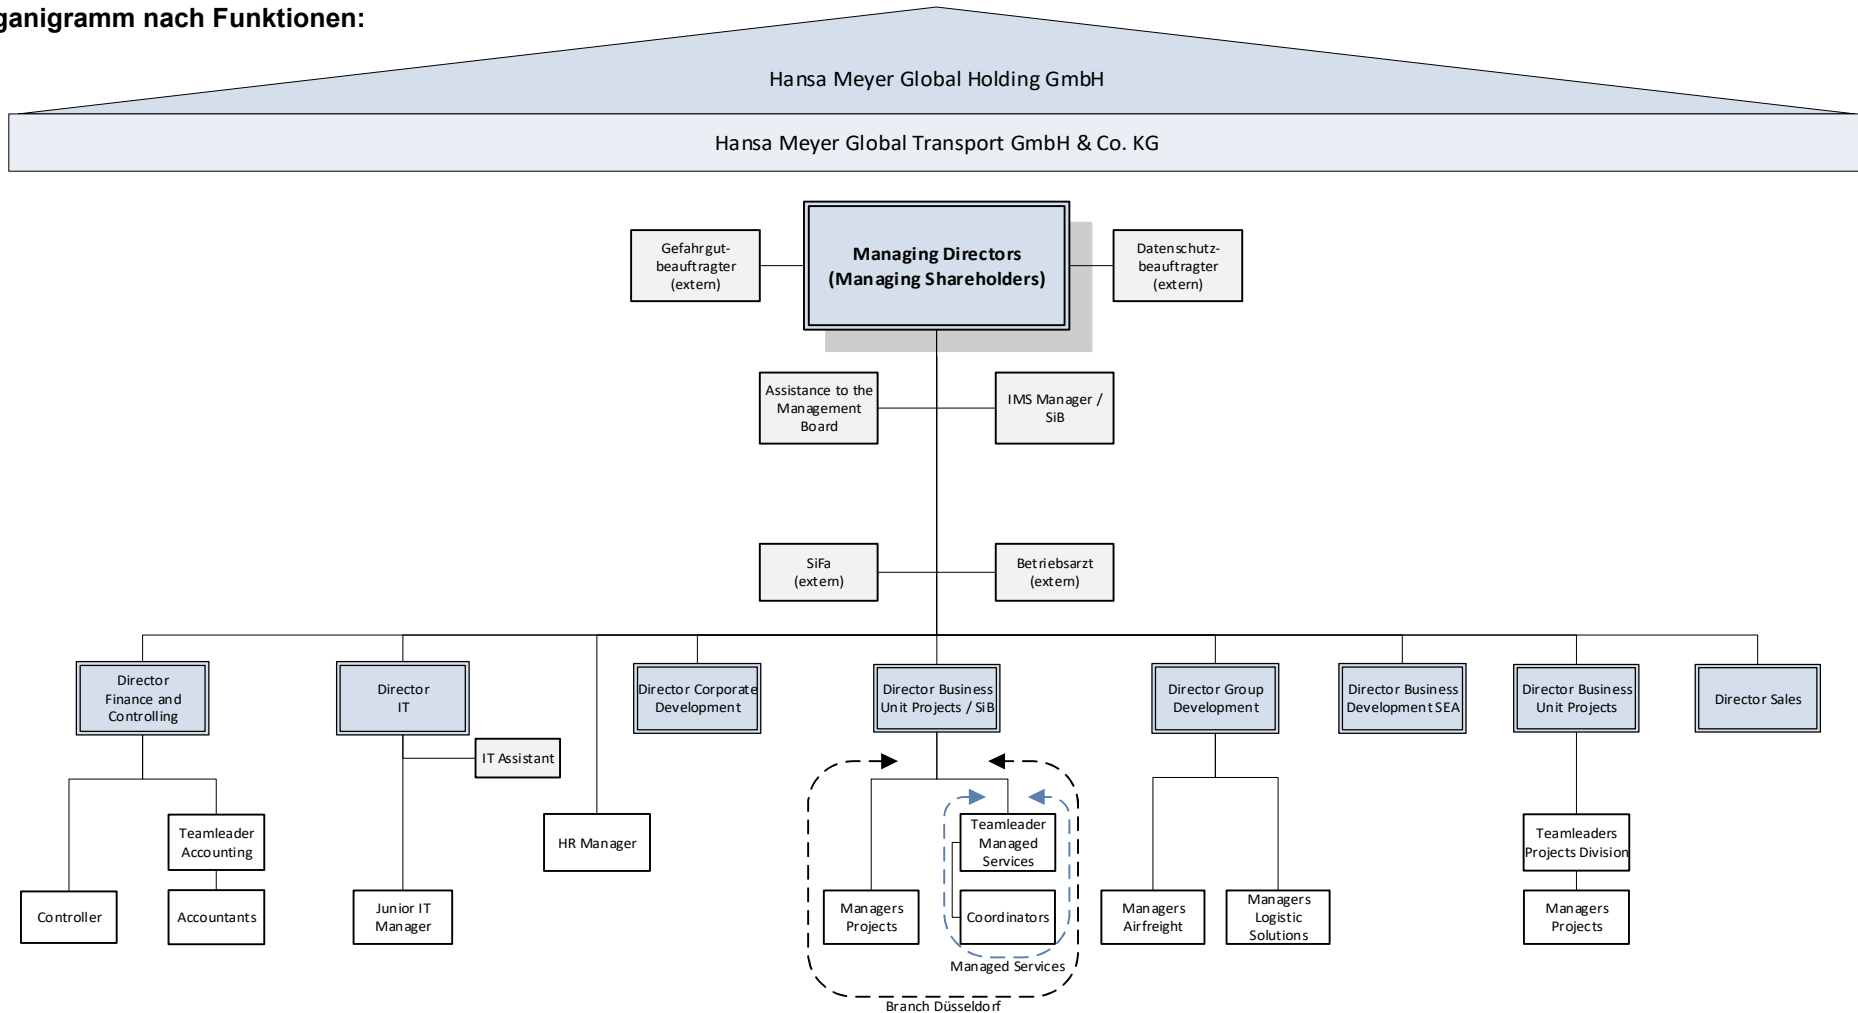 ganigramm nach Funktionen:
Hansa Meyer Global Holding GmbH
Hansa Meyer Global Transport GmbH & Co. KG
Gefahrgut-
beauftragter
(extern)
Managing Directors
(Managing Shareholders)
Datenschutz-
beauftragter
(extern)
Assistance to the
Management
Board
IMS Manager /
SiB
SiFa
(extern)
Betriebsarzt
(extern)
Director
Finance and
Controlling
Director
IT
Director Corporate
Development
Director Business
Unit Projects / SiB
Director Group
Development
Director Business
Development SEA
Director Business
Unit Projects
Director Sales
IT Assistant
Teamleader
Accounting
HR Manager
Teamleader
Managed
Services
Teamleaders
Projects Division
Controller
Accountants
Junior IT
Manager
Managers
Projects
Coordinators
Managers
Airfreight
Managers
Logistic
Solutions
Managers
Projects
Managed Services
Branch Düsseldorf